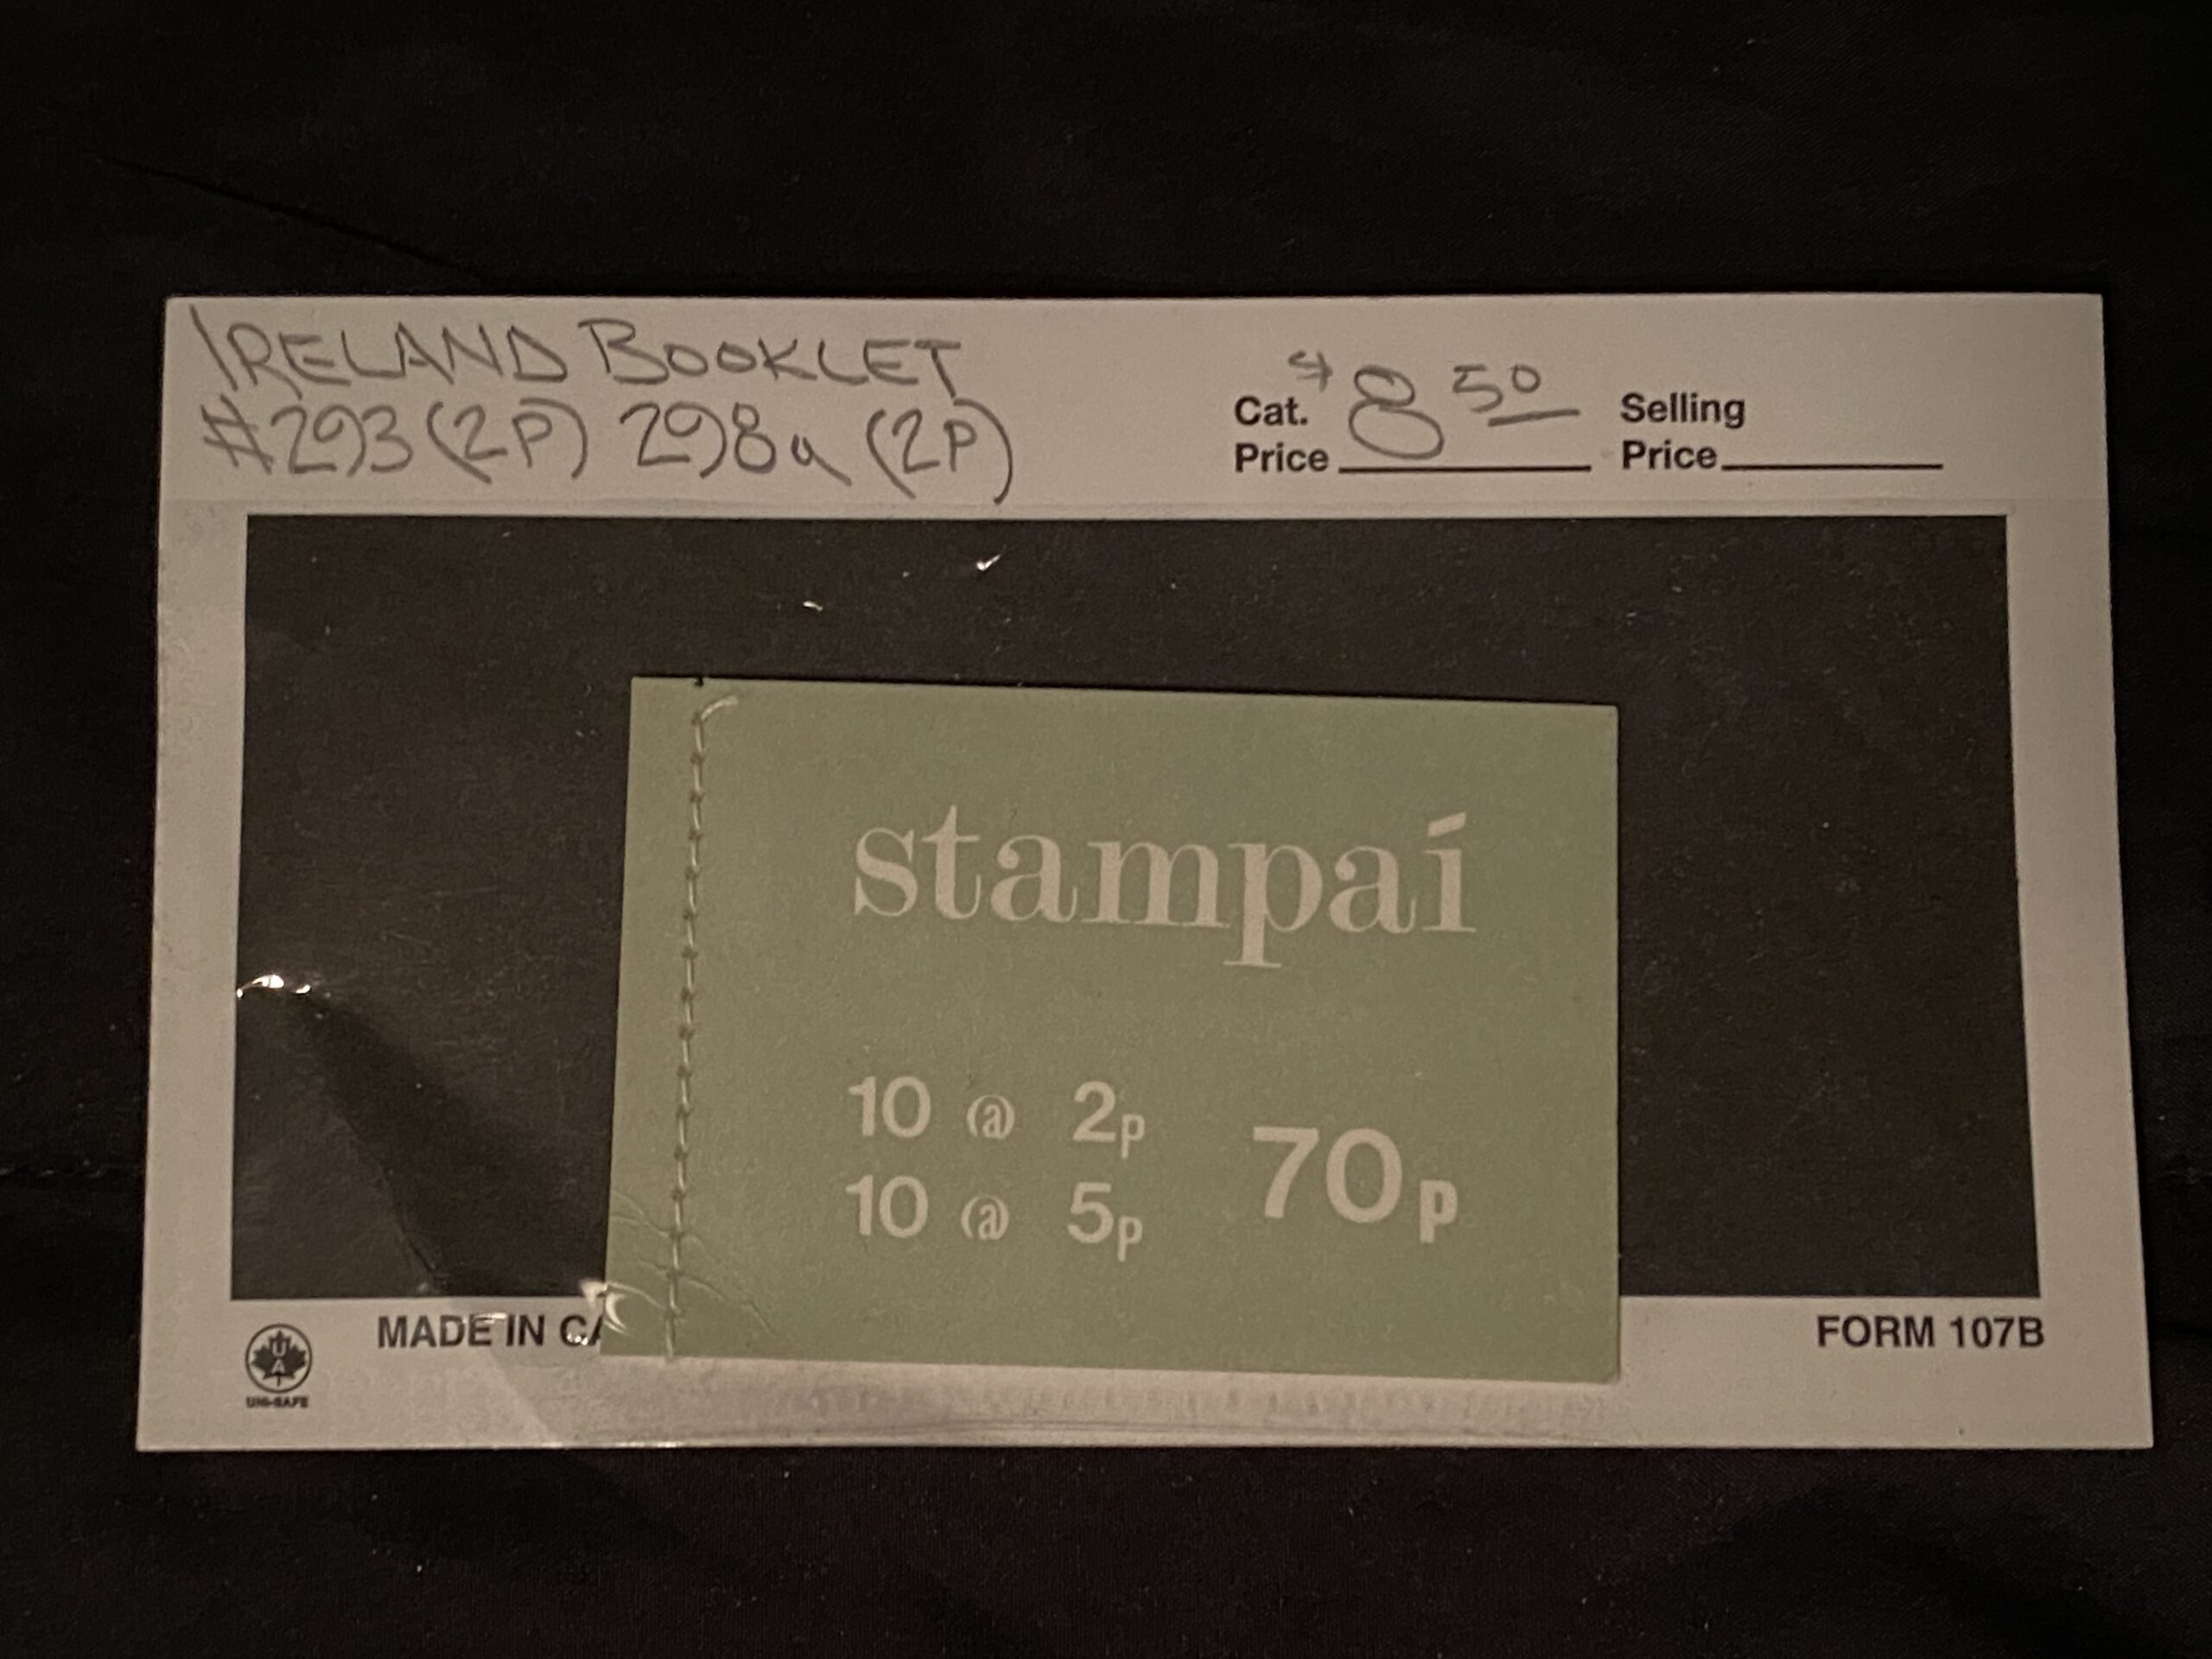 IRELAND BOOKLET
#293 (2P) 298a (2P)
Cat. Price $8 50
Selling Price
stampaí
10 @ 2p
10 @ 5p
70p
UNI-SAFE
MADE IN CA
FORM 107B